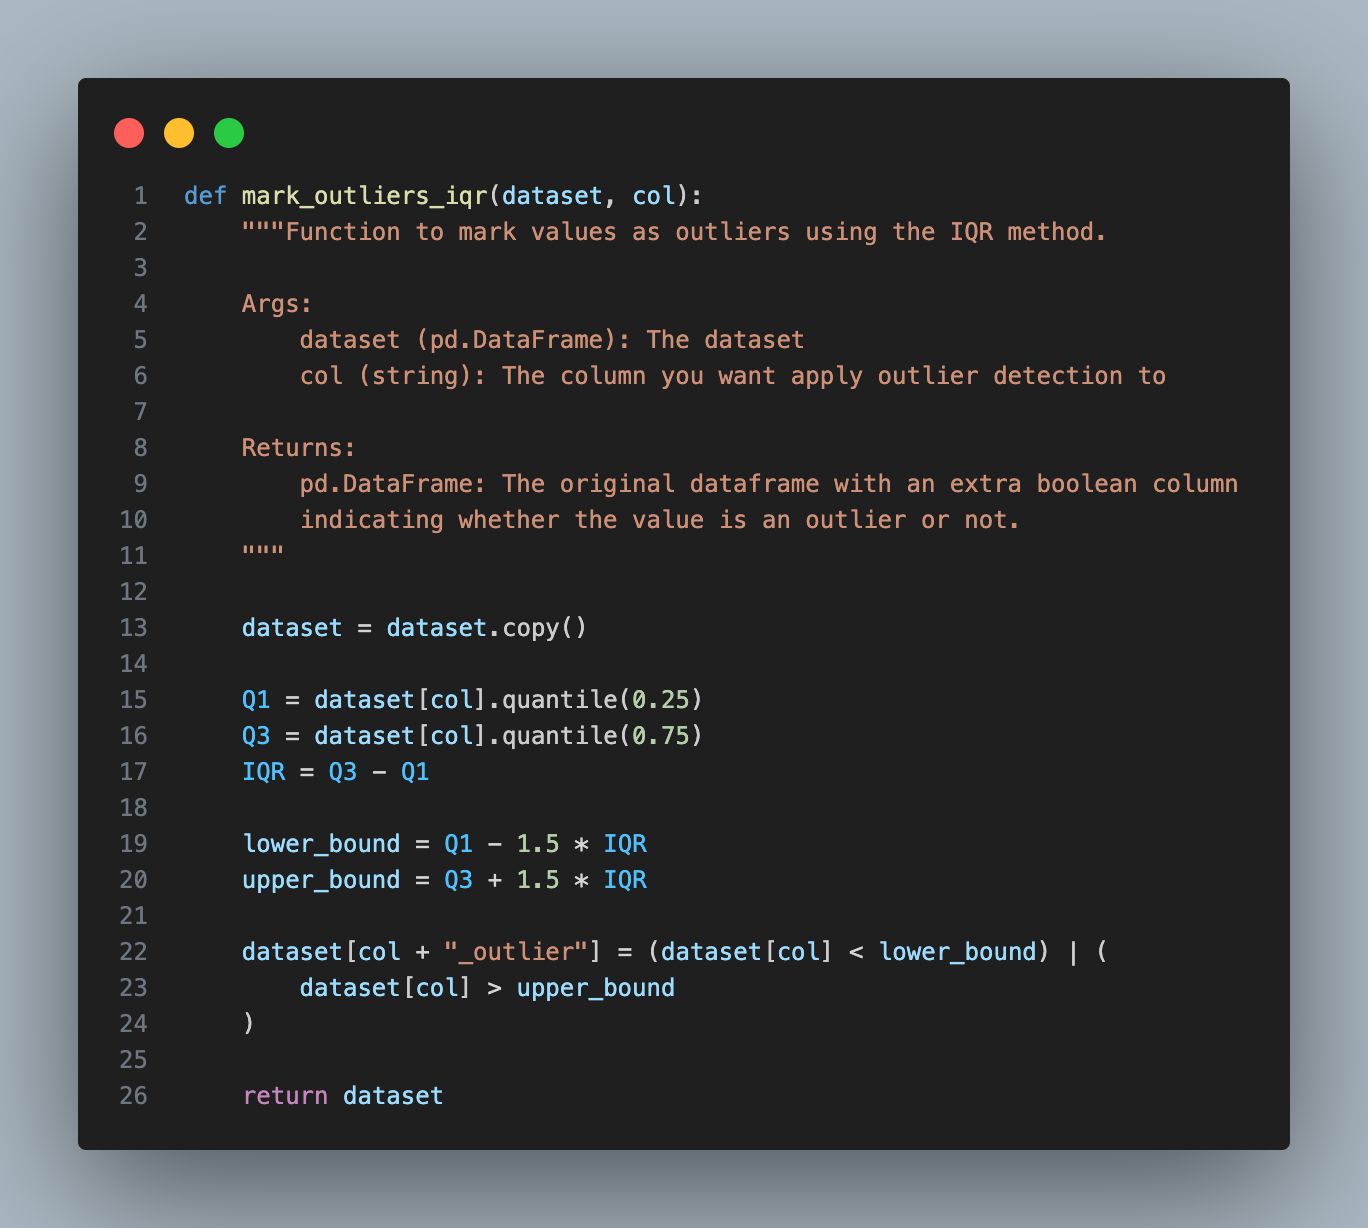 1 def mark_outliers_iqr(dataset, col):
2     """Function to mark values as outliers using the IQR method.
3
4     Args:
5         dataset (pd.DataFrame): The dataset
6         col (string): The column you want apply outlier detection to
7
8     Returns:
9         pd.DataFrame: The original dataframe with an extra boolean column
10         indicating whether the value is an outlier or not.
11     """
12
13     dataset = dataset.copy()
14
15     Q1 = dataset[col].quantile(0.25)
16     Q3 = dataset[col].quantile(0.75)
17     IQR = Q3 - Q1
18
19     lower_bound = Q1 - 1.5 * IQR
20     upper_bound = Q3 + 1.5 * IQR
21
22     dataset[col + "_outlier"] = (dataset[col] < lower_bound) | (
23         dataset[col] > upper_bound
24     )
25
26     return dataset